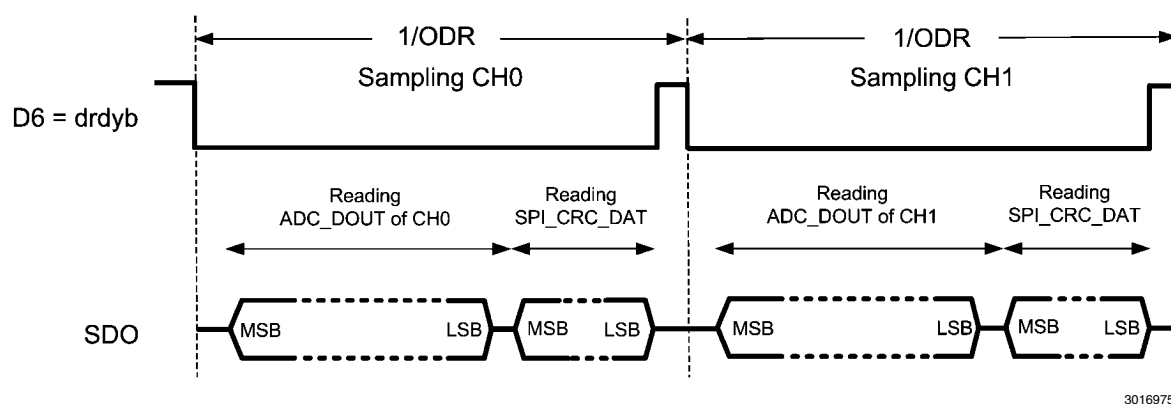 1/ODR
1/ODR
Sampling CH0
Sampling CH1
D6 = drdyb
Reading
ADC_DOUT of CH0
Reading
SPI_CRC_DAT
Reading
ADC_DOUT of CH1
Reading
SPI_CRC_DAT
SDO
MSB
LSB
MSB
LSB
MSB
LSB
MSB
LSB
3016975